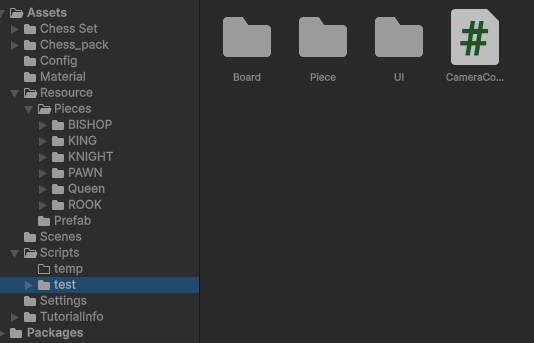 Assets
Chess Set
Chess_pack
Config
Material
Resource
Pieces
BISHOP
KING
KNIGHT
PAWN
Queen
ROOK
Prefab
Scenes
Scripts
temp
test
Settings
TutorialInfo
Packages
Board
Piece
UI
#
CameraCo...